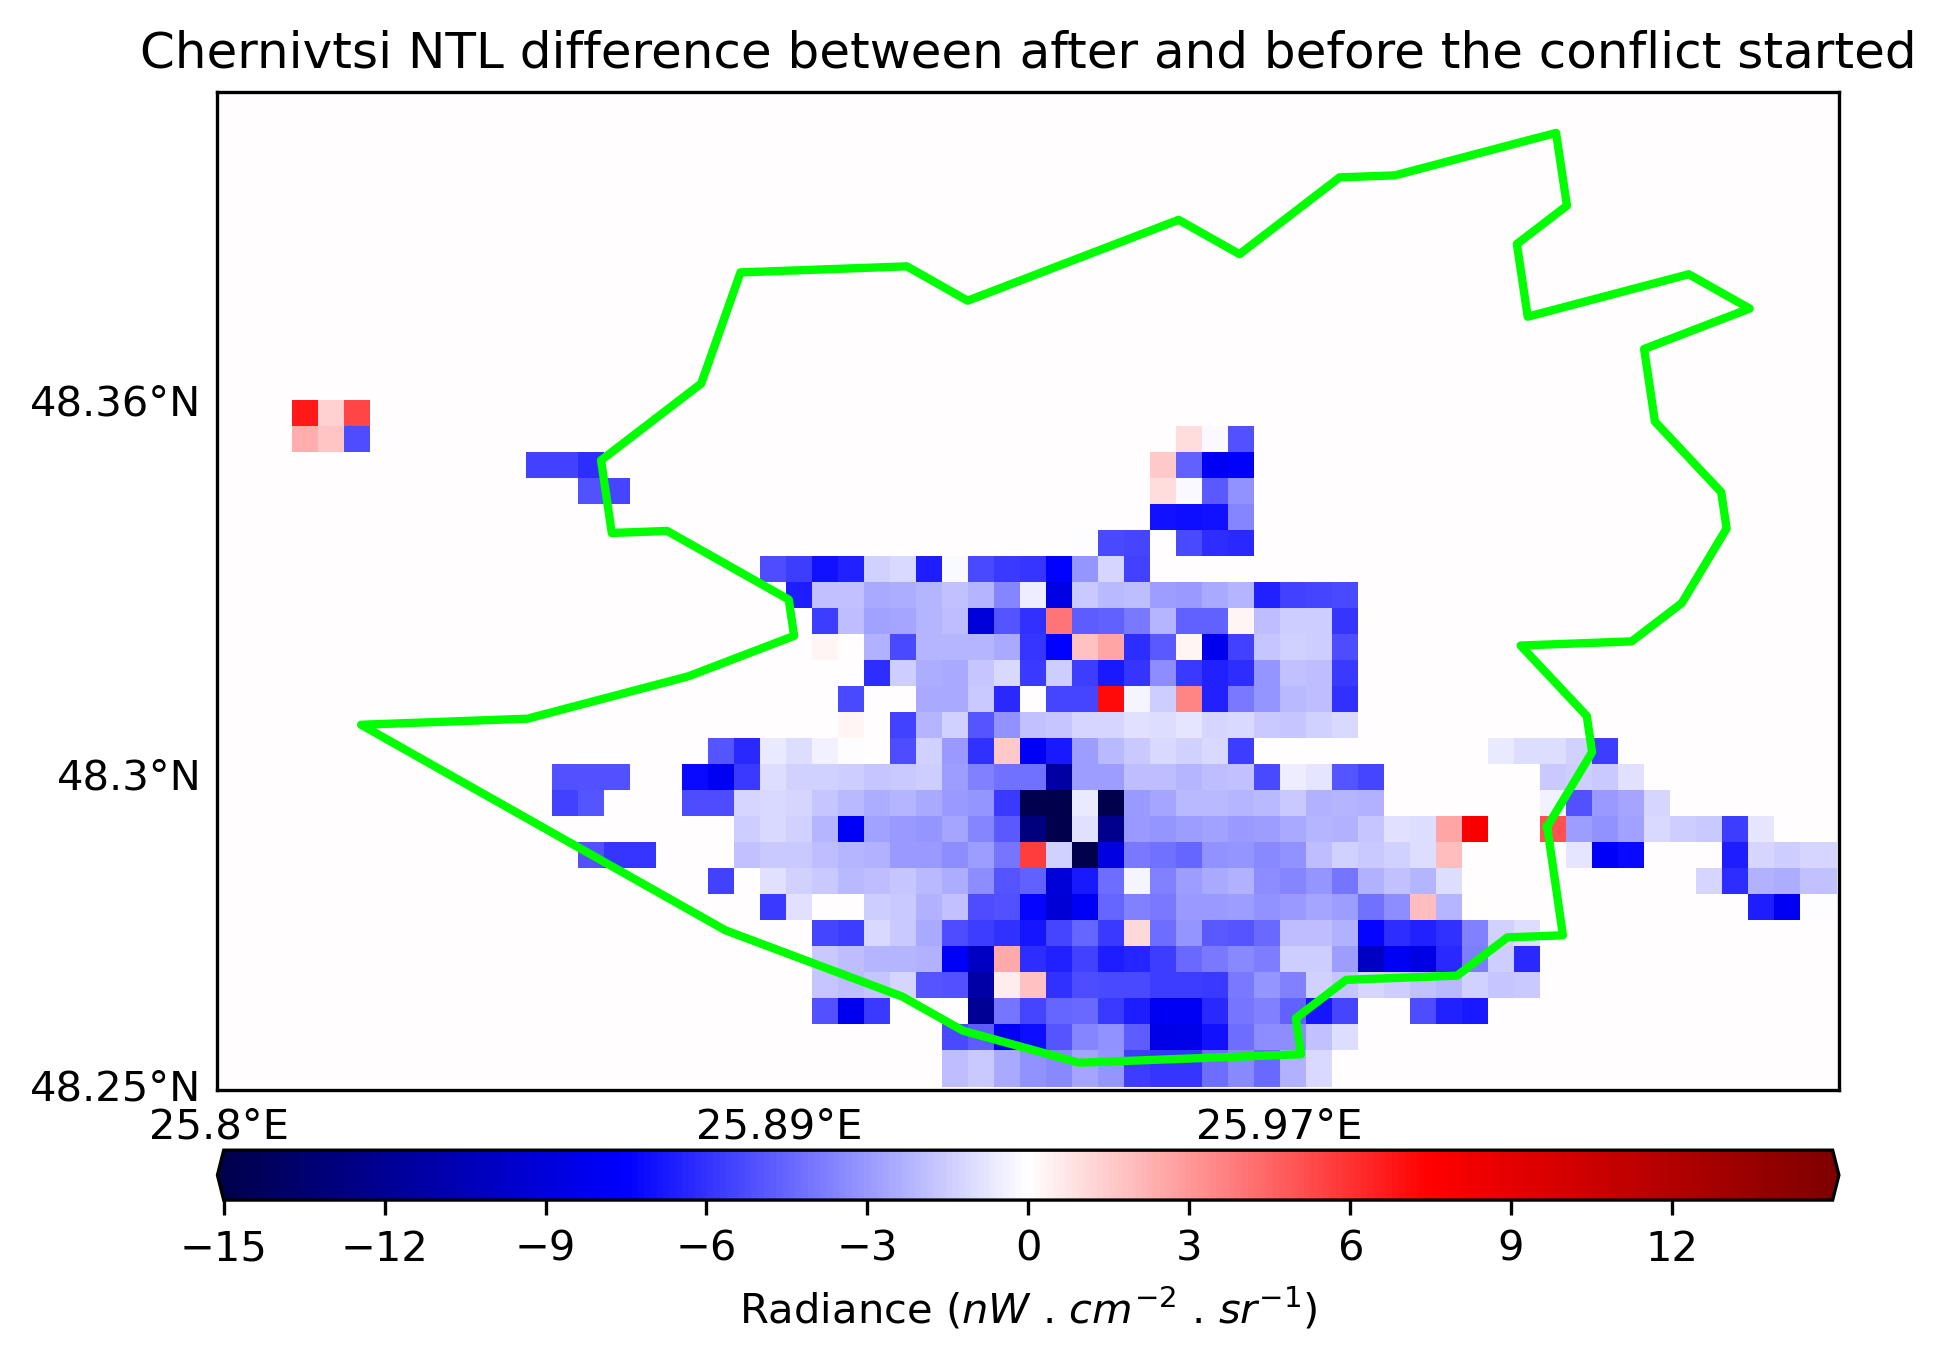 Chernivtsi NTL difference between after and before the conflict started
48.36°N
48.3°N
48.25°N
25.8°E 25.89°E 25.97°E
−15 −12 −9 −6 −3 0 3 6 9 12
Radiance (nW . cm⁻² . sr⁻¹)